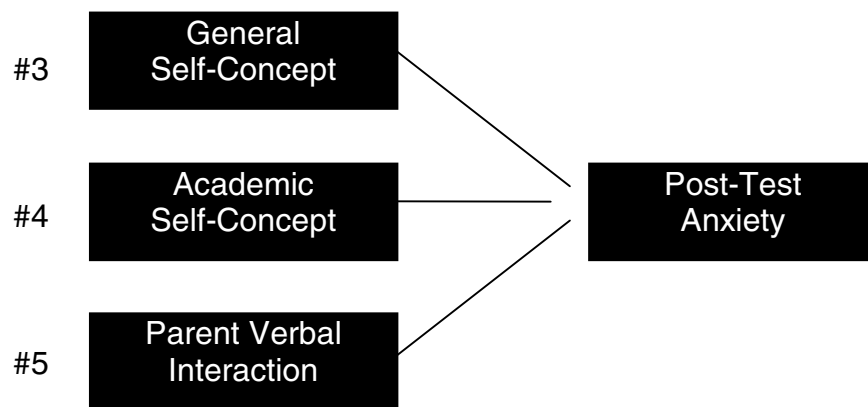 #3
General
Self-Concept
#4
Academic
Self-Concept
Post-Test
Anxiety
#5
Parent Verbal
Interaction